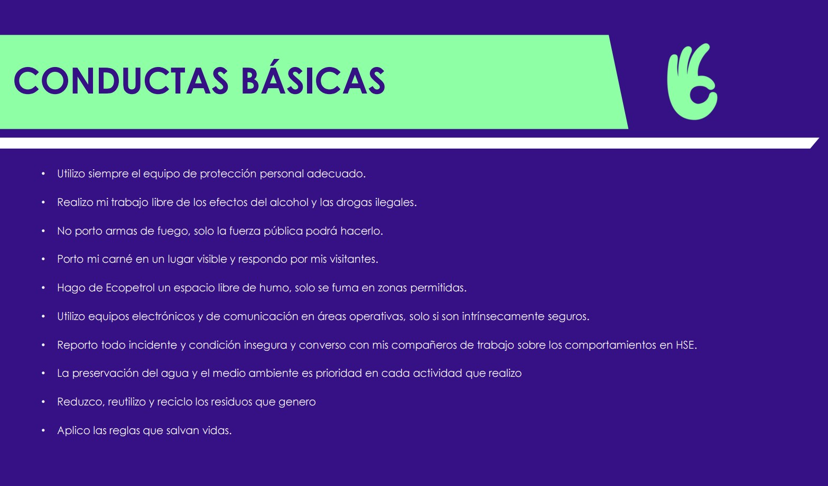 CONDUCTAS BÁSICAS
• Utilizo siempre el equipo de protección personal adecuado.
• Realizo mi trabajo libre de los efectos del alcohol y las drogas ilegales.
• No porto armas de fuego, solo la fuerza pública podrá hacerlo.
• Porto mi carné en un lugar visible y respondo por mis visitantes.
• Hago de Ecopetrol un espacio libre de humo, solo se fuma en zonas permitidas.
• Utilizo equipos electrónicos y de comunicación en áreas operativas, solo si son intrínsecamente seguros.
• Reporto todo incidente y condición insegura y converso con mis compañeros de trabajo sobre los comportamientos en HSE.
• La preservación del agua y el medio ambiente es prioridad en cada actividad que realizo
• Reduzco, reutilizo y reciclo los residuos que genero
• Aplico las reglas que salvan vidas.